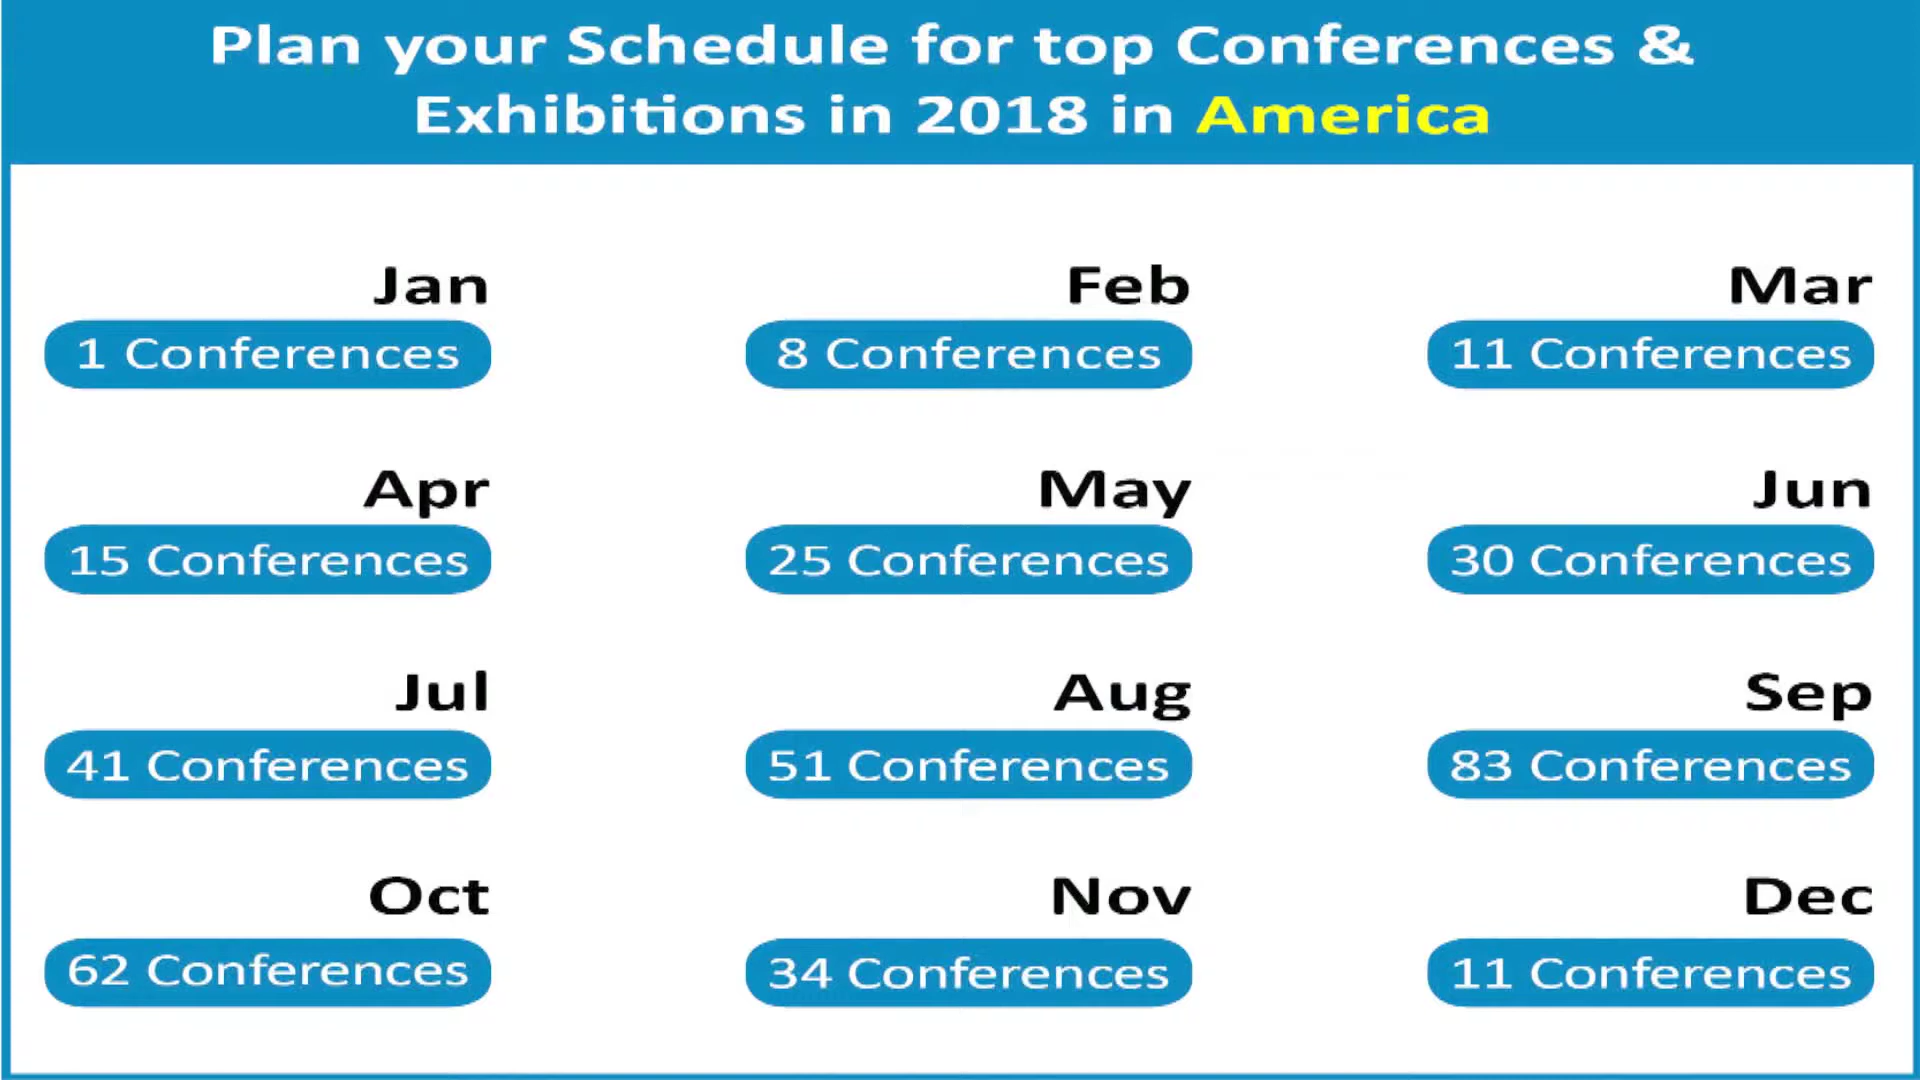 Plan your Schedule for top Conferences &
Exhibitions in 2018 in America
Jan
1 Conferences
Feb
8 Conferences
Mar
11 Conferences
Apr
15 Conferences
May
25 Conferences
Jun
30 Conferences
Jul
41 Conferences
Aug
51 Conferences
Sep
83 Conferences
Oct
62 Conferences
Nov
34 Conferences
Dec
11 Conferences